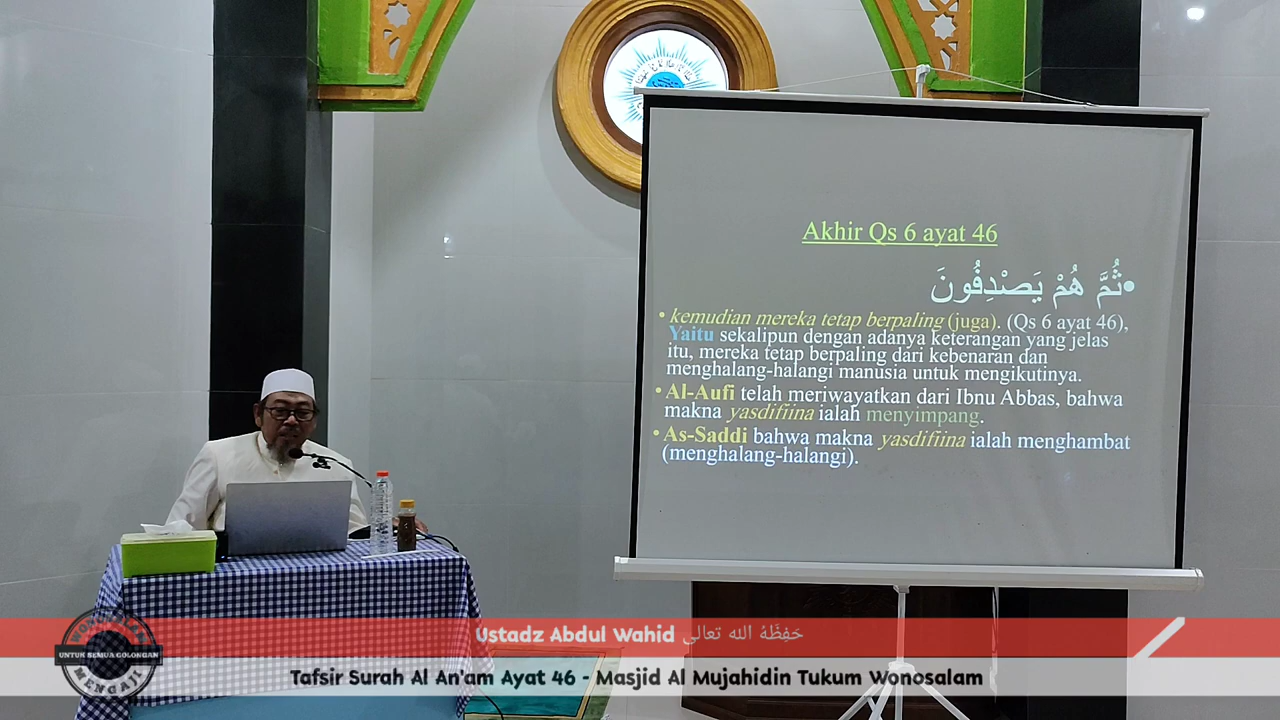 Akhir Qs 6 ayat 46
•ثُمَّ هُمْ يَصْدِفُونَ
• kemudian mereka tetap berpaling (juga). (Qs 6 ayat 46),
Yaitu sekalipun dengan adanya keterangan yang jelas
itu, mereka tetap berpaling dari kebenaran dan
menghalang-halangi manusia untuk mengikutinya.
• Al-Aufi telah meriwayatkan dari Ibnu Abbas, bahwa
makna yasdifiina ialah menyimpang.
• As-Saddi bahwa makna yasdifiina ialah menghambat
(menghalang-halangi).
Ustadz Abdul Wahid حَفِظَهُ الله تعالى
Tafsir Surah Al An'am Ayat 46 - Masjid Al Mujahidin Tukum Wonosalam
WONOSALAM
UNTUK SEMUA GOLONGAN
MENGAJI